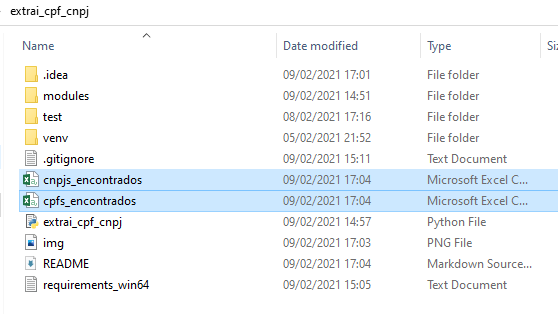 extrai_cpf_cnpj
Name Date modified Type Siz
.idea 09/02/2021 17:01 File folder
modules 09/02/2021 14:51 File folder
test 08/02/2021 17:16 File folder
venv 05/02/2021 21:52 File folder
.gitignore 09/02/2021 15:11 Text Document
cnpjs_encontrados 09/02/2021 17:04 Microsoft Excel C...
cpfs_encontrados 09/02/2021 17:04 Microsoft Excel C...
extrai_cpf_cnpj 09/02/2021 14:57 Python File
img 09/02/2021 17:03 PNG File
README 09/02/2021 17:04 Markdown Source...
requirements_win64 09/02/2021 15:05 Text Document